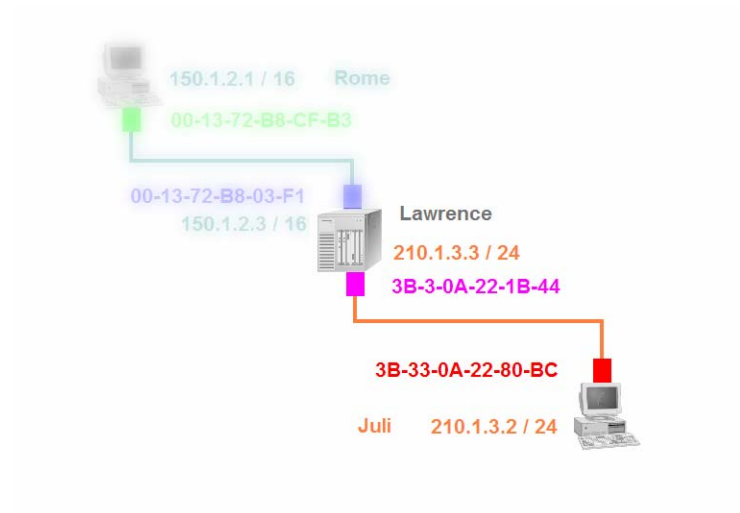 150.1.2.1 / 16 Rome
00-13-72-B8-CF-B3
00-13-72-B8-03-F1
150.1.2.3 / 16
Lawrence
210.1.3.3 / 24
3B-3-0A-22-1B-44
3B-33-0A-22-80-BC
Juli 210.1.3.2 / 24